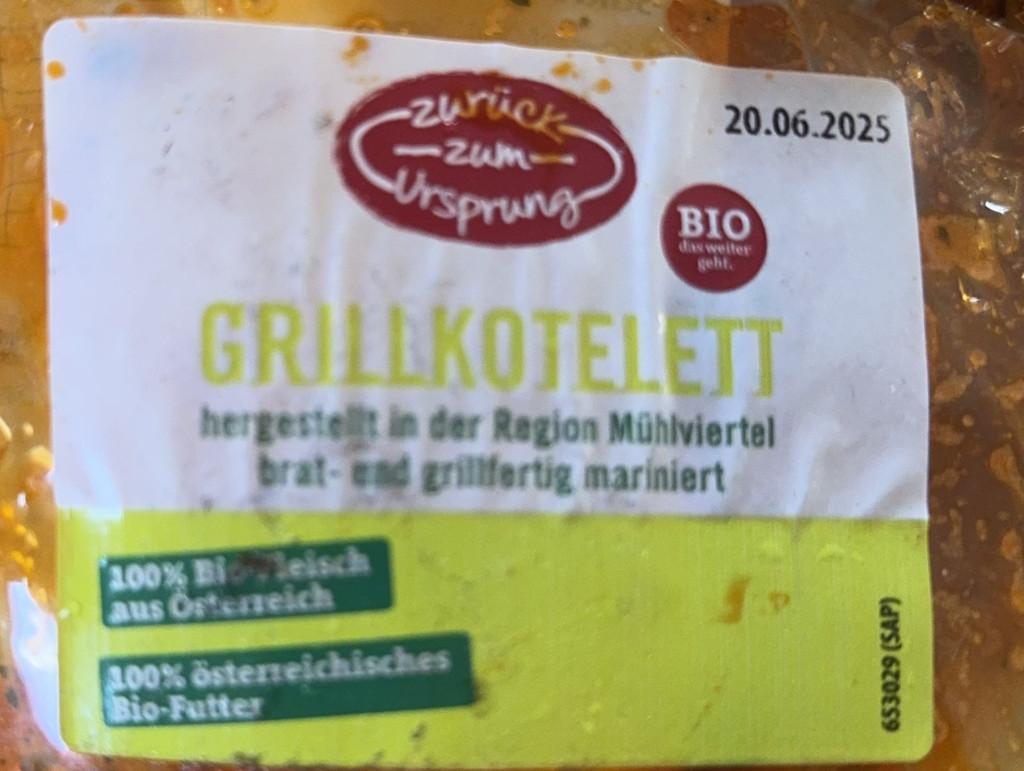 zurück
zum
Ursprung
20.06.2025
BIO
das weiter
geht.
GRILLKOTELETT
hergestellt in der Region Mühlviertel
brat- und grillfertig mariniert
100% Bio-Fleisch
aus Österreich
100% österreichisches
Bio-Futter
653029 (SAP)